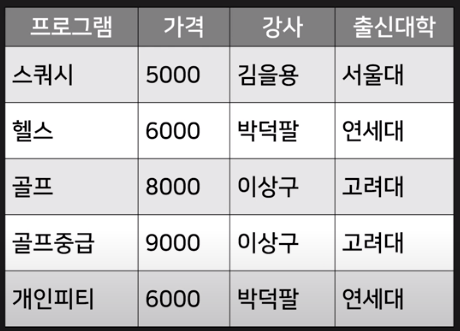 프로그램 가격 강사 출신대학
스쿼시 5000 김을용 서울대
헬스 6000 박덕팔 연세대
골프 8000 이상구 고려대
골프중급 9000 이상구 고려대
개인피티 6000 박덕팔 연세대